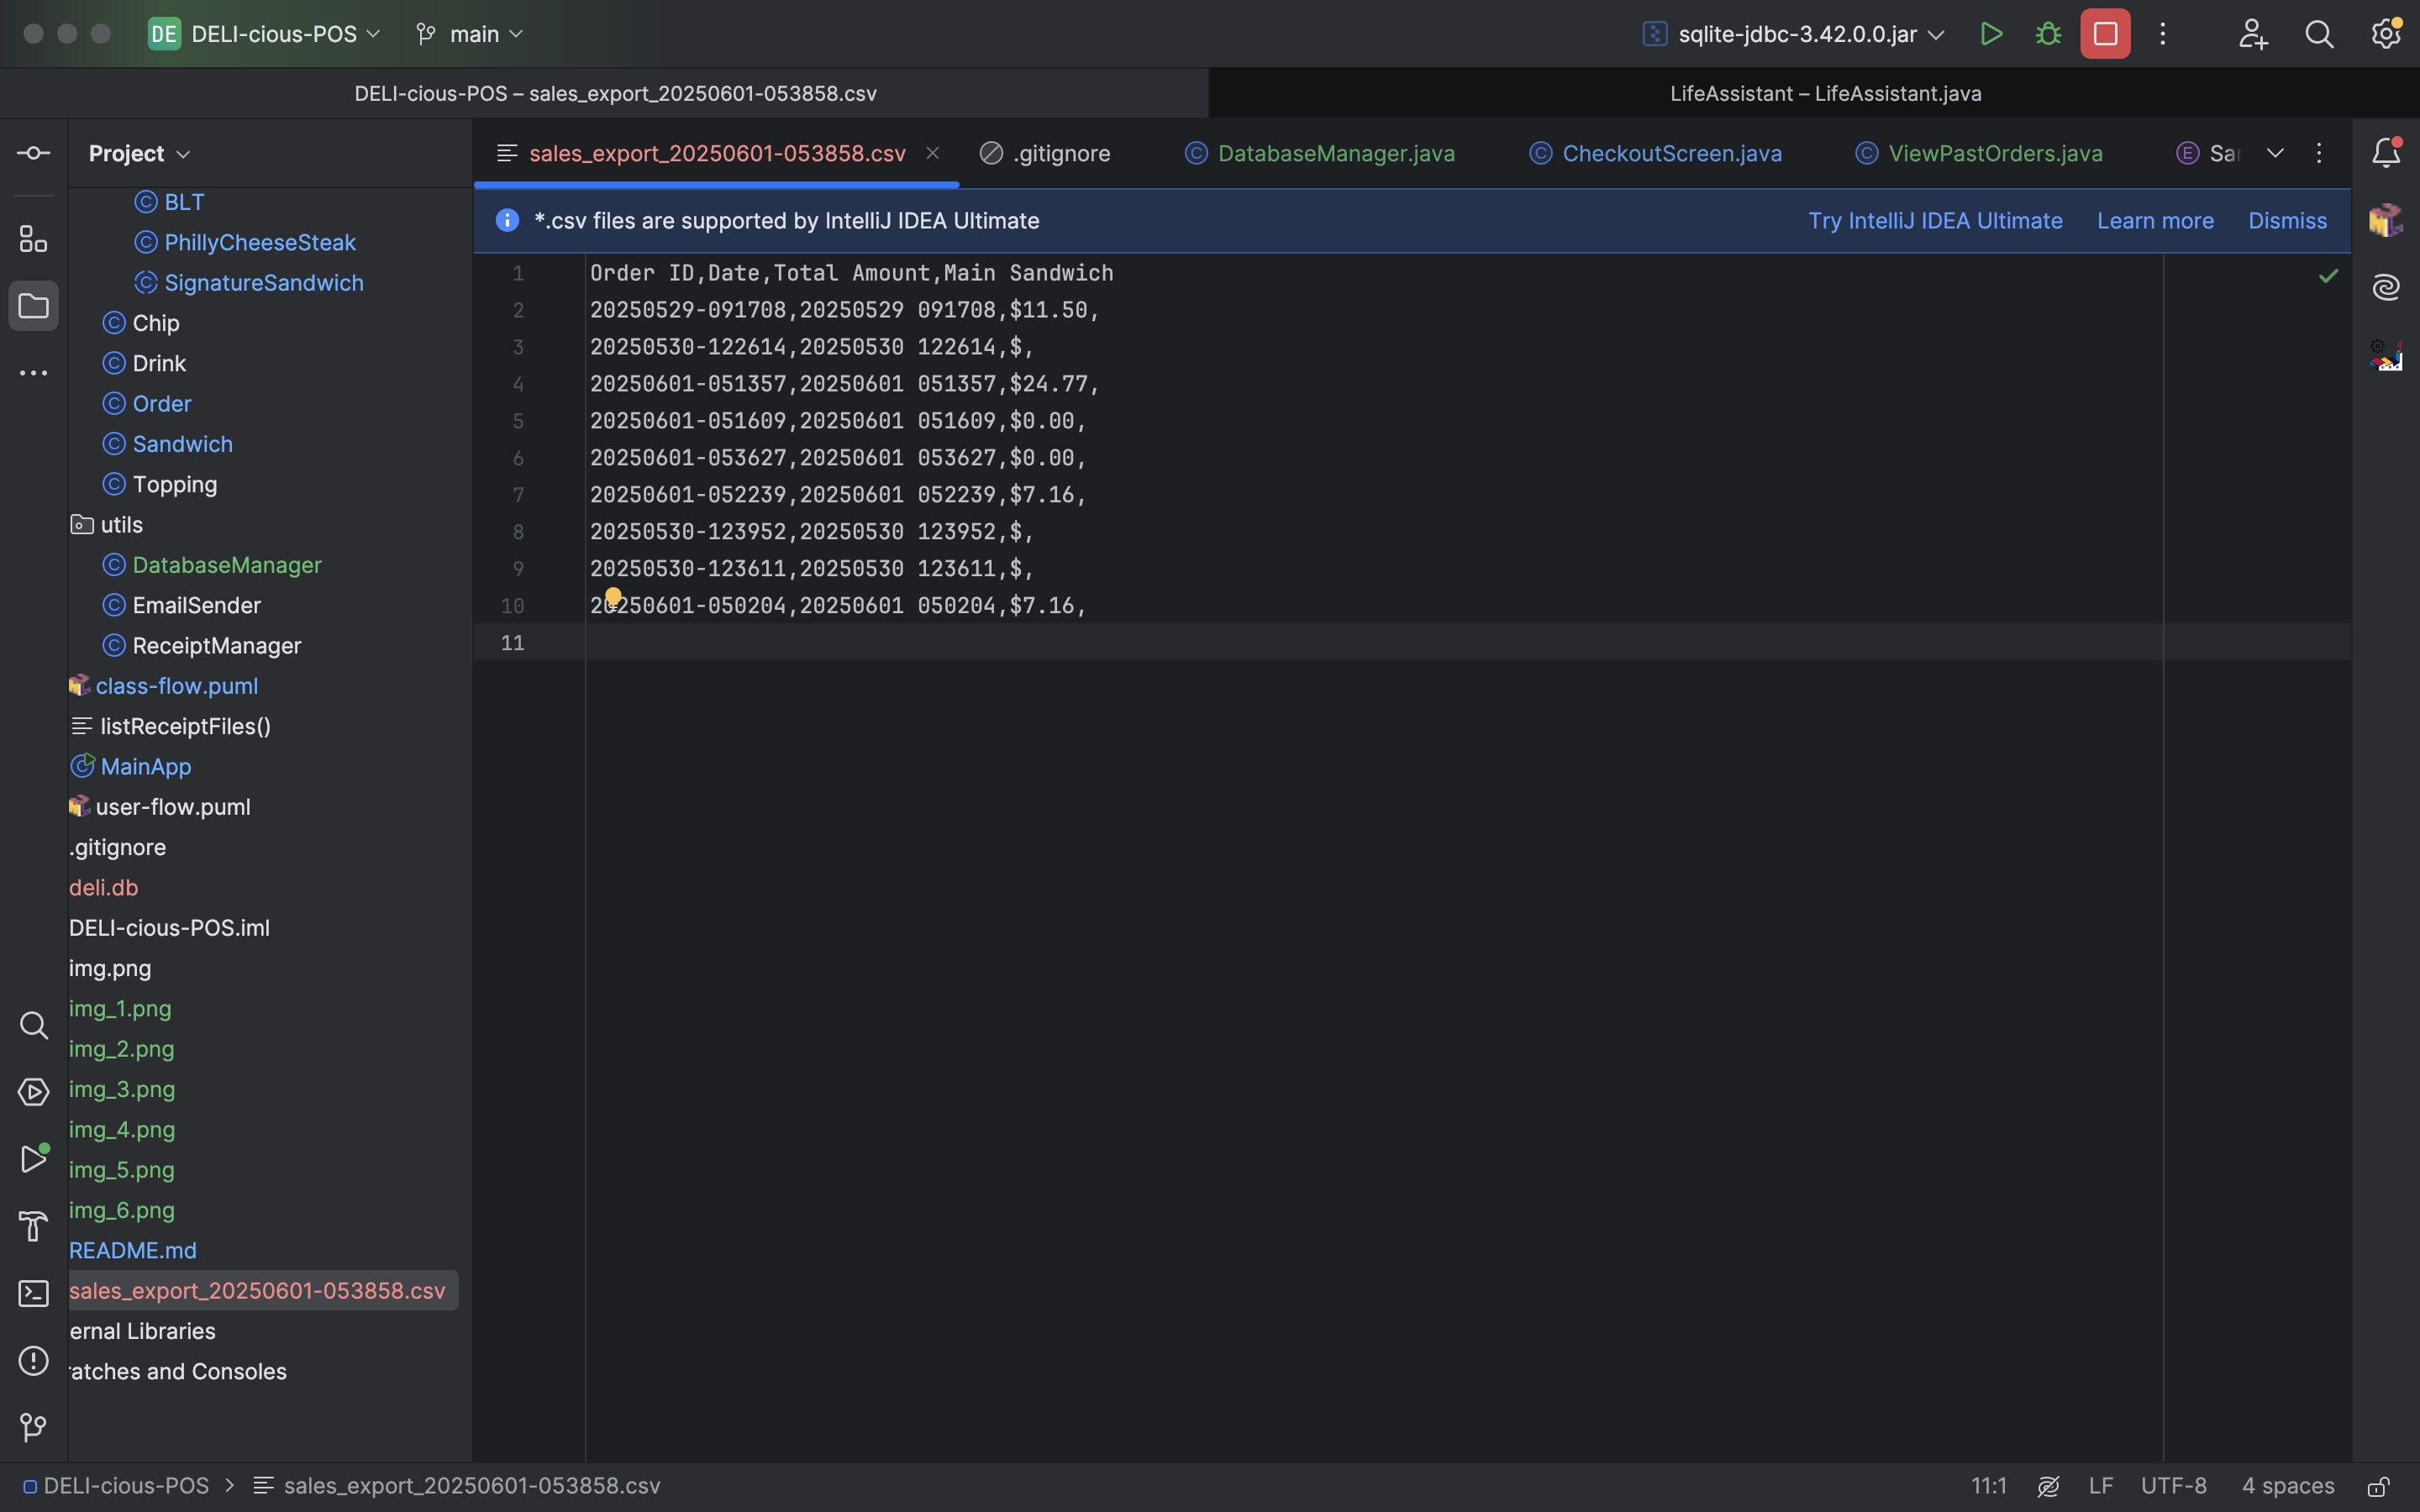 DE DELI-cious-POS main sqlite-jdbc-3.42.0.0.jar
DELI-cious-POS – sales_export_20250601-053858.csv LifeAssistant – LifeAssistant.java
Project
sales_export_20250601-053858.csv .gitignore DatabaseManager.java CheckoutScreen.java ViewPastOrders.java
*.csv files are supported by IntelliJ IDEA Ultimate Try IntelliJ IDEA Ultimate Learn more Dismiss
BLT
PhillyCheeseSteak
SignatureSandwich
Chip
Drink
Order
Sandwich
Topping
utils
DatabaseManager
EmailSender
ReceiptManager
class-flow.puml
listReceiptFiles()
MainApp
user-flow.puml
.gitignore
deli.db
DELI-cious-POS.iml
img.png
img_1.png
img_2.png
img_3.png
img_4.png
img_5.png
img_6.png
README.md
sales_export_20250601-053858.csv
ernal Libraries
ratches and Consoles
1 Order ID,Date,Total Amount,Main Sandwich
2 20250529-091708,20250529 091708,$11.50,
3 20250530-122614,20250530 122614,$,
4 20250601-051357,20250601 051357,$24.77,
5 20250601-051609,20250601 051609,$0.00,
6 20250601-053627,20250601 053627,$0.00,
7 20250601-052239,20250601 052239,$7.16,
8 20250530-123952,20250530 123952,$,
9 20250530-123611,20250530 123611,$,
10 20250601-050204,20250601 050204,$7.16,
11
DELI-cious-POS > sales_export_20250601-053858.csv 11:1 LF UTF-8 4 spaces